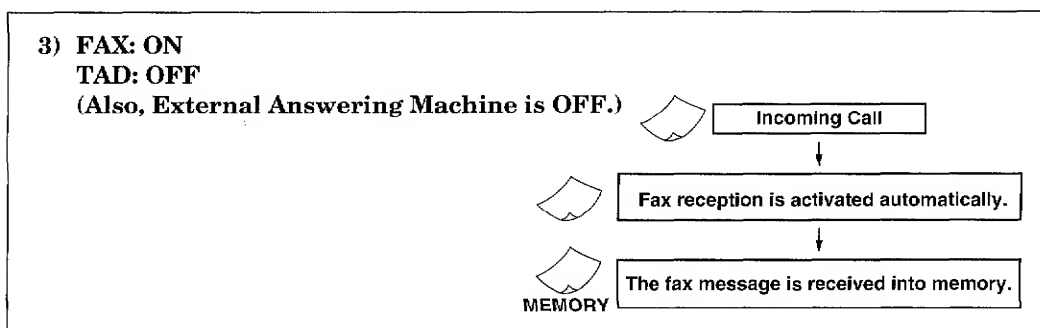 3) FAX: ON
TAD: OFF
(Also, External Answering Machine is OFF.)
Incoming Call
Fax reception is activated automatically.
The fax message is received into memory.
MEMORY